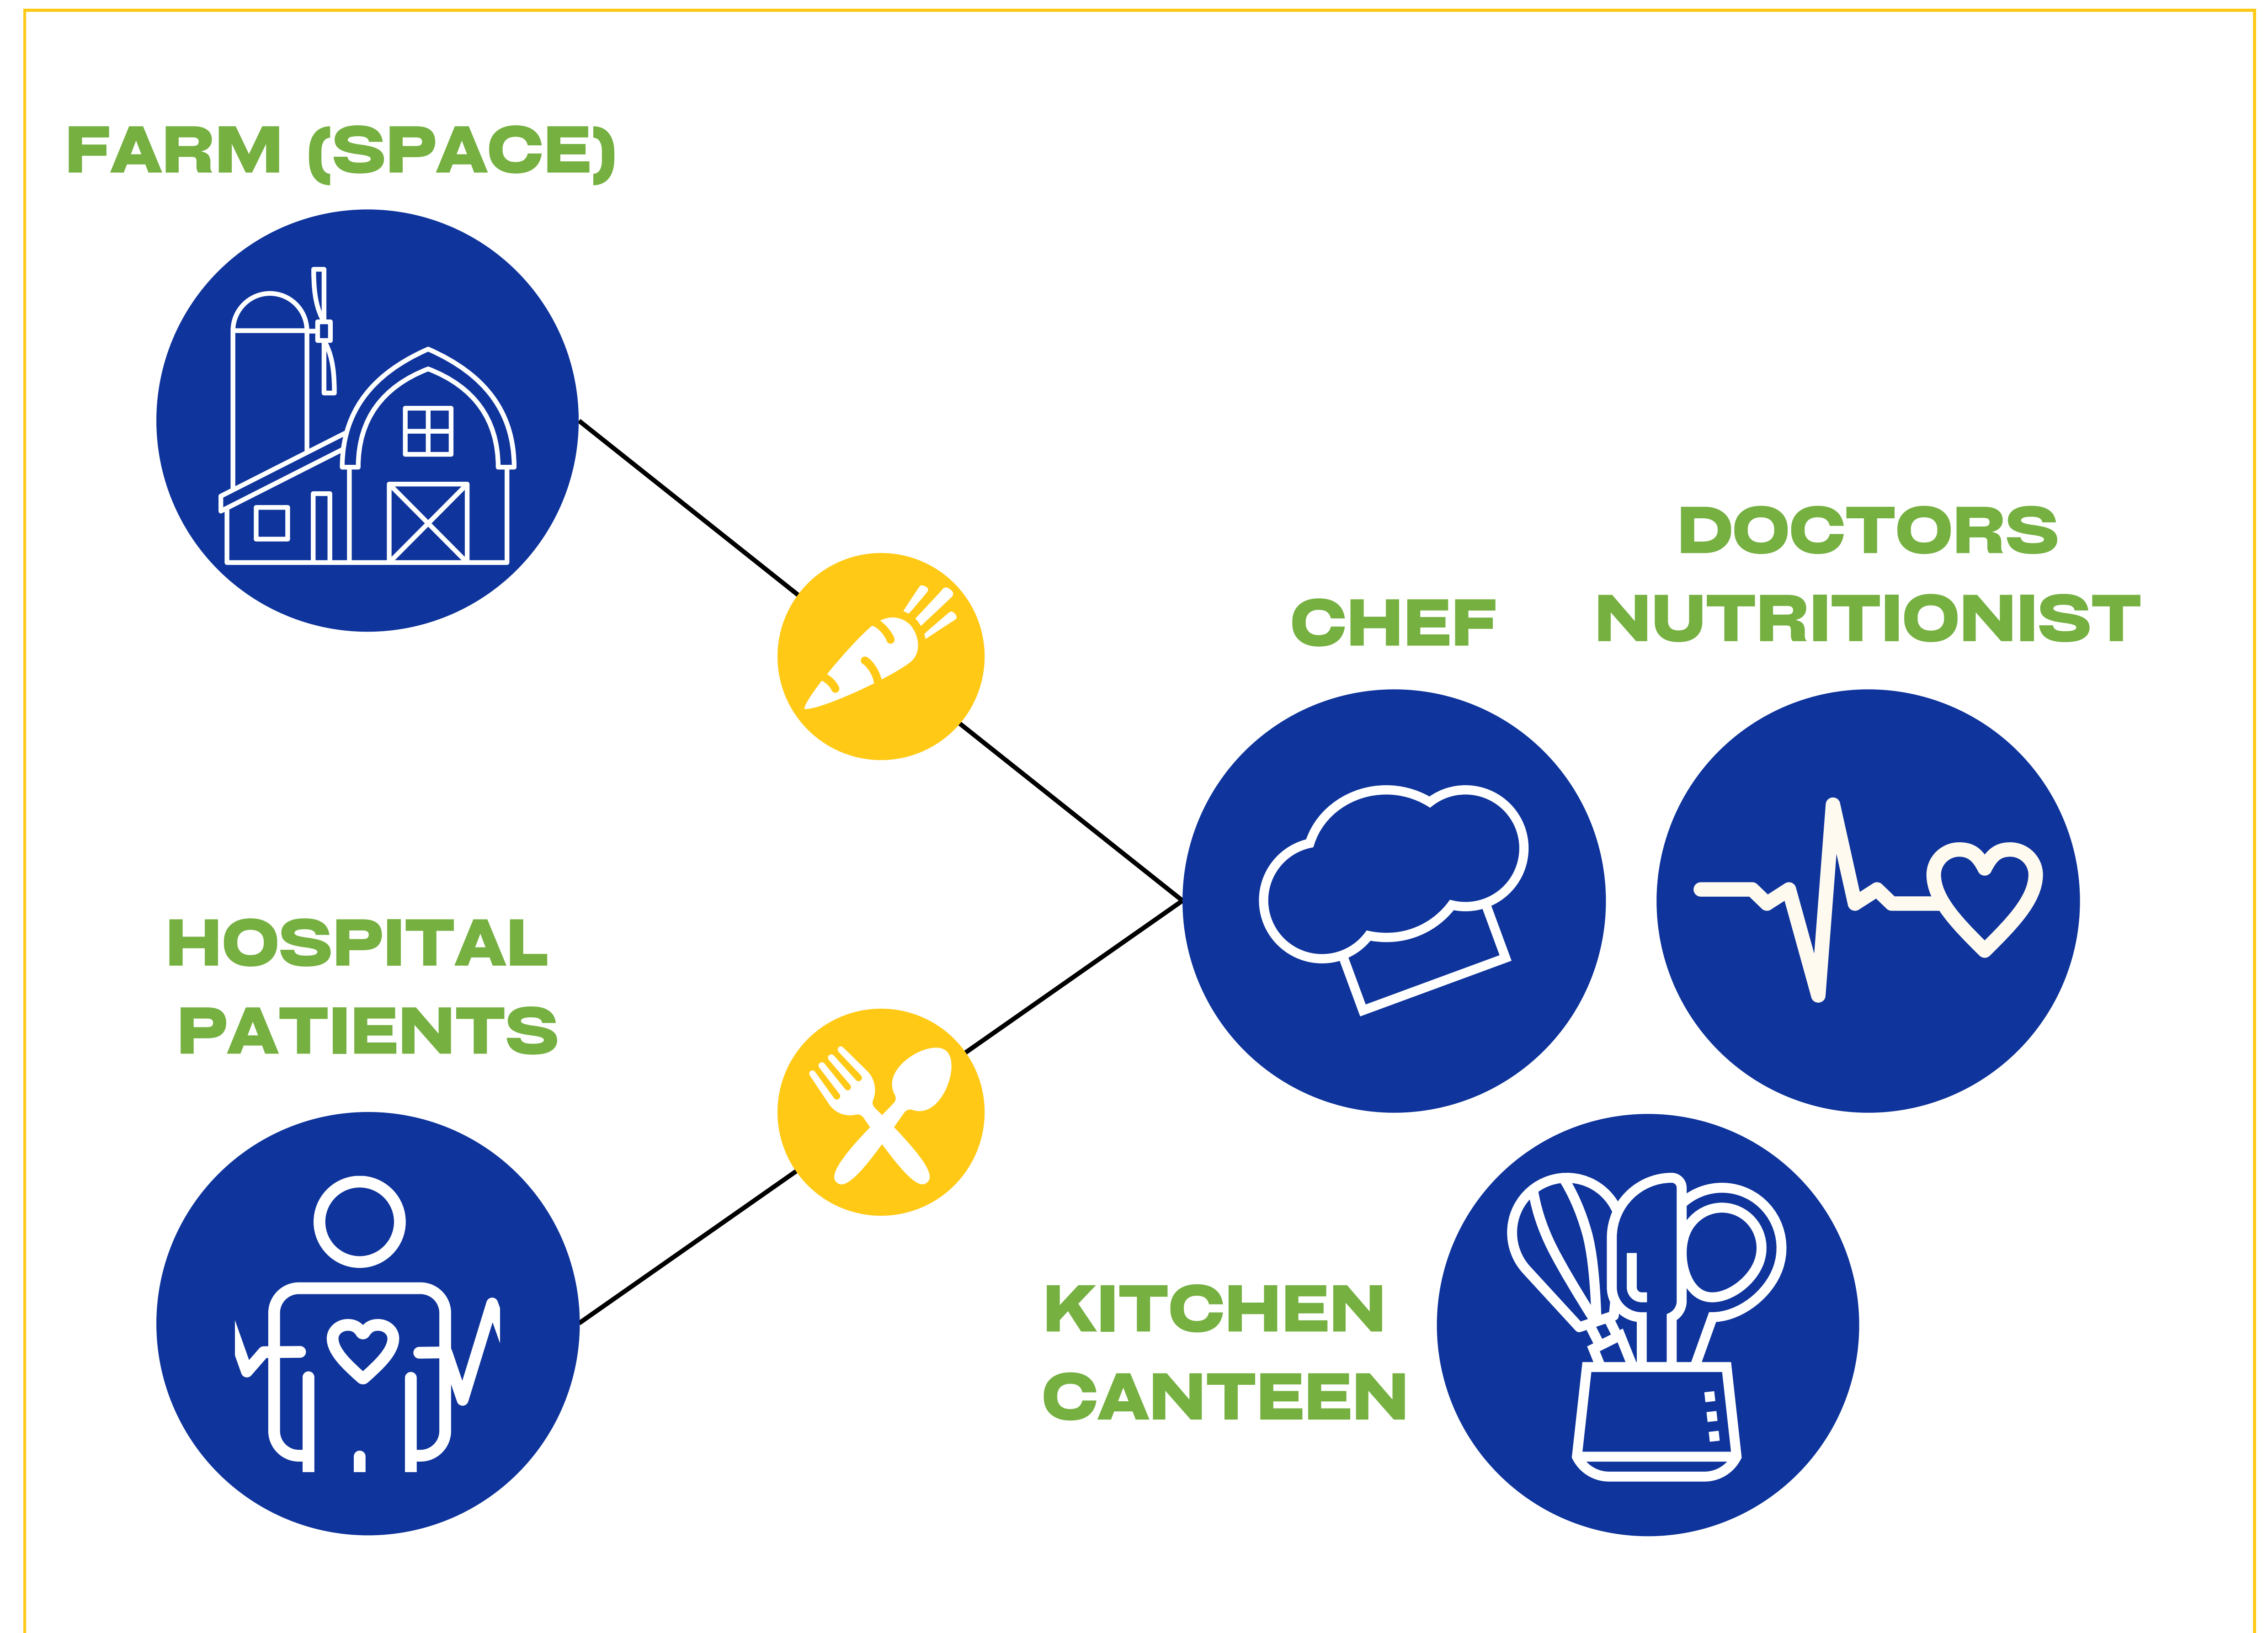 FARM (SPACE)
DOCTORS
CHEF
NUTRITIONIST
HOSPITAL
PATIENTS
KITCHEN
CANTEEN